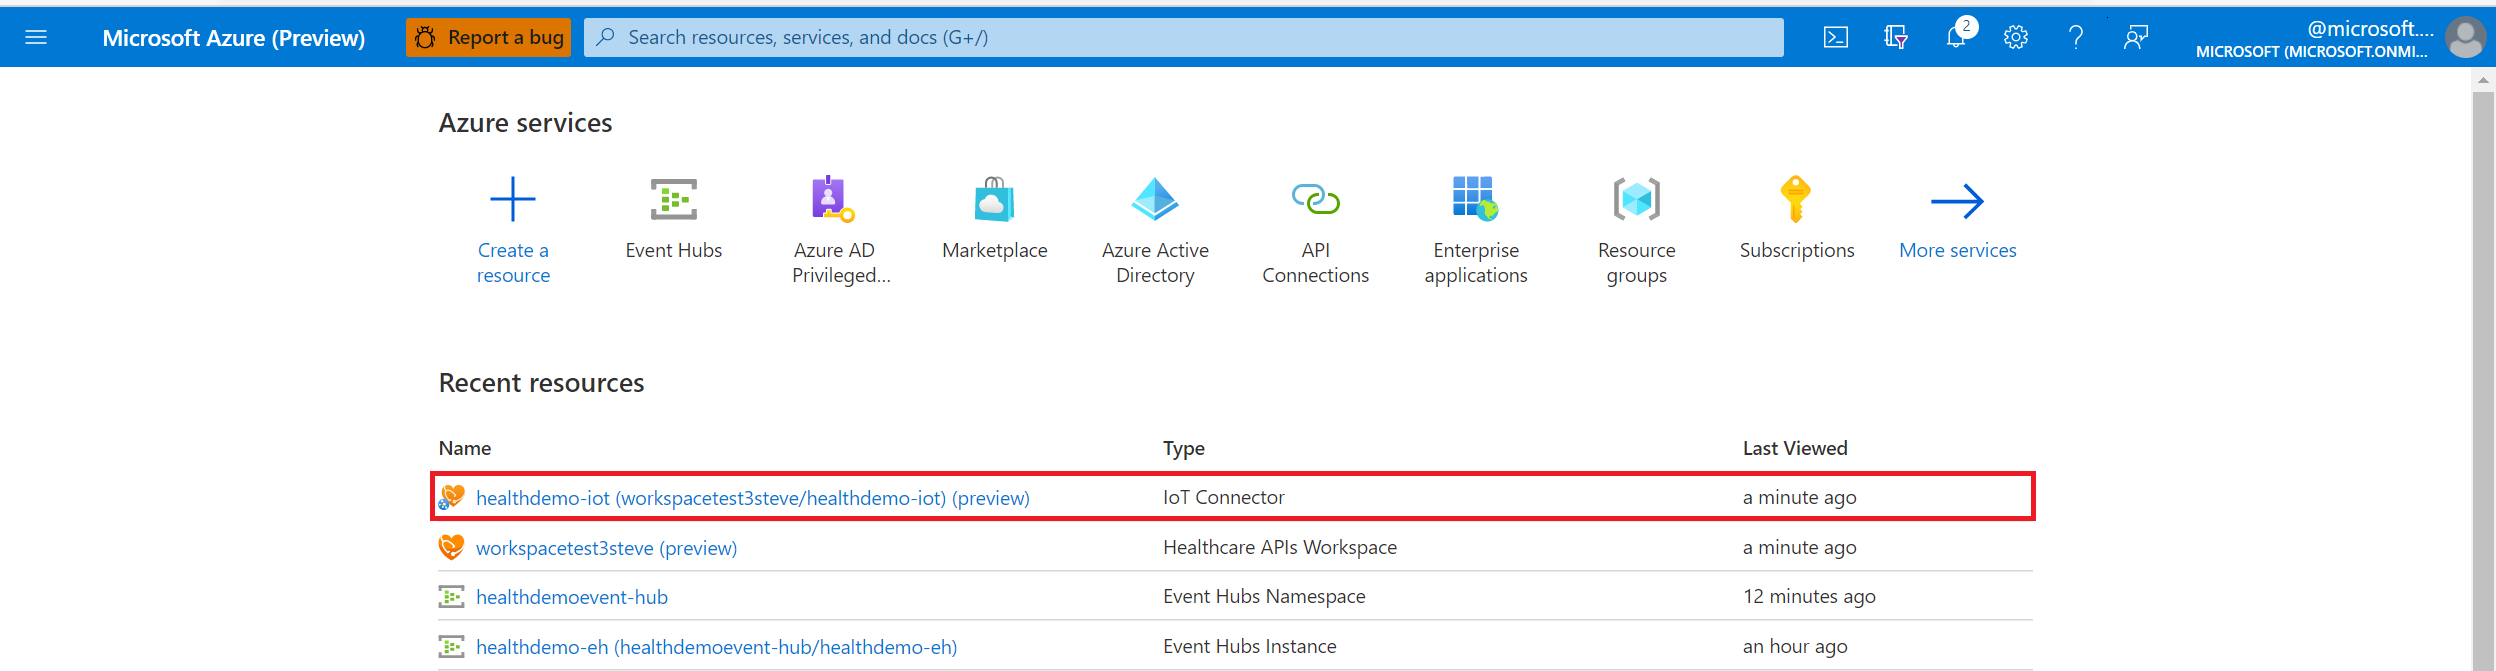 Microsoft Azure (Preview)
Report a bug
Search resources, services, and docs (G+/)
2
@microsoft....
MICROSOFT (MICROSOFT.ONMI...
Azure services
Create a
resource
Event Hubs
Azure AD
Privileged...
Marketplace
Azure Active
Directory
API
Connections
Enterprise
applications
Resource
groups
Subscriptions
More services
Recent resources
Name Type Last Viewed
healthdemo-iot (workspacetest3steve/healthdemo-iot) (preview) IoT Connector a minute ago
workspacetest3steve (preview) Healthcare APIs Workspace a minute ago
healthdemoevent-hub Event Hubs Namespace 12 minutes ago
healthdemo-eh (healthdemoevent-hub/healthdemo-eh) Event Hubs Instance an hour ago